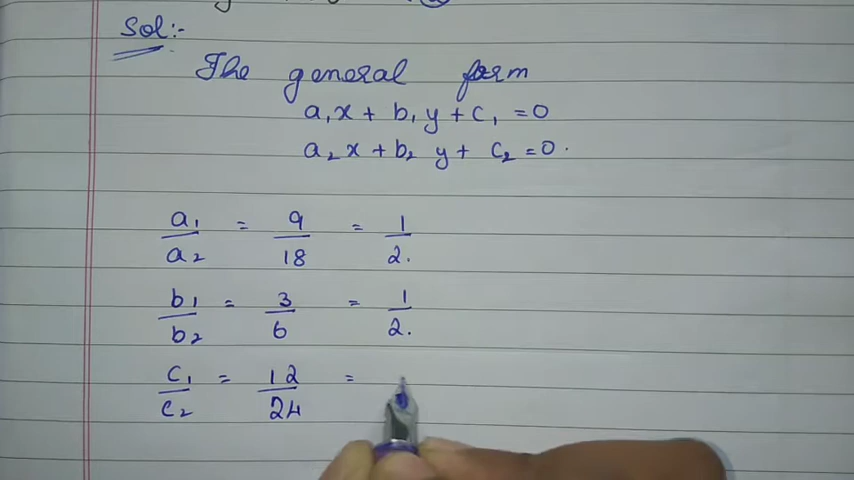 Sol:-
The general form
a₁x + b₁y + c₁ = 0
a₂x + b₂y + c₂ = 0.
a₁/a₂ = 9/18 = 1/2.
b₁/b₂ = 3/6 = 1/2.
c₁/c₂ = 12/24 =